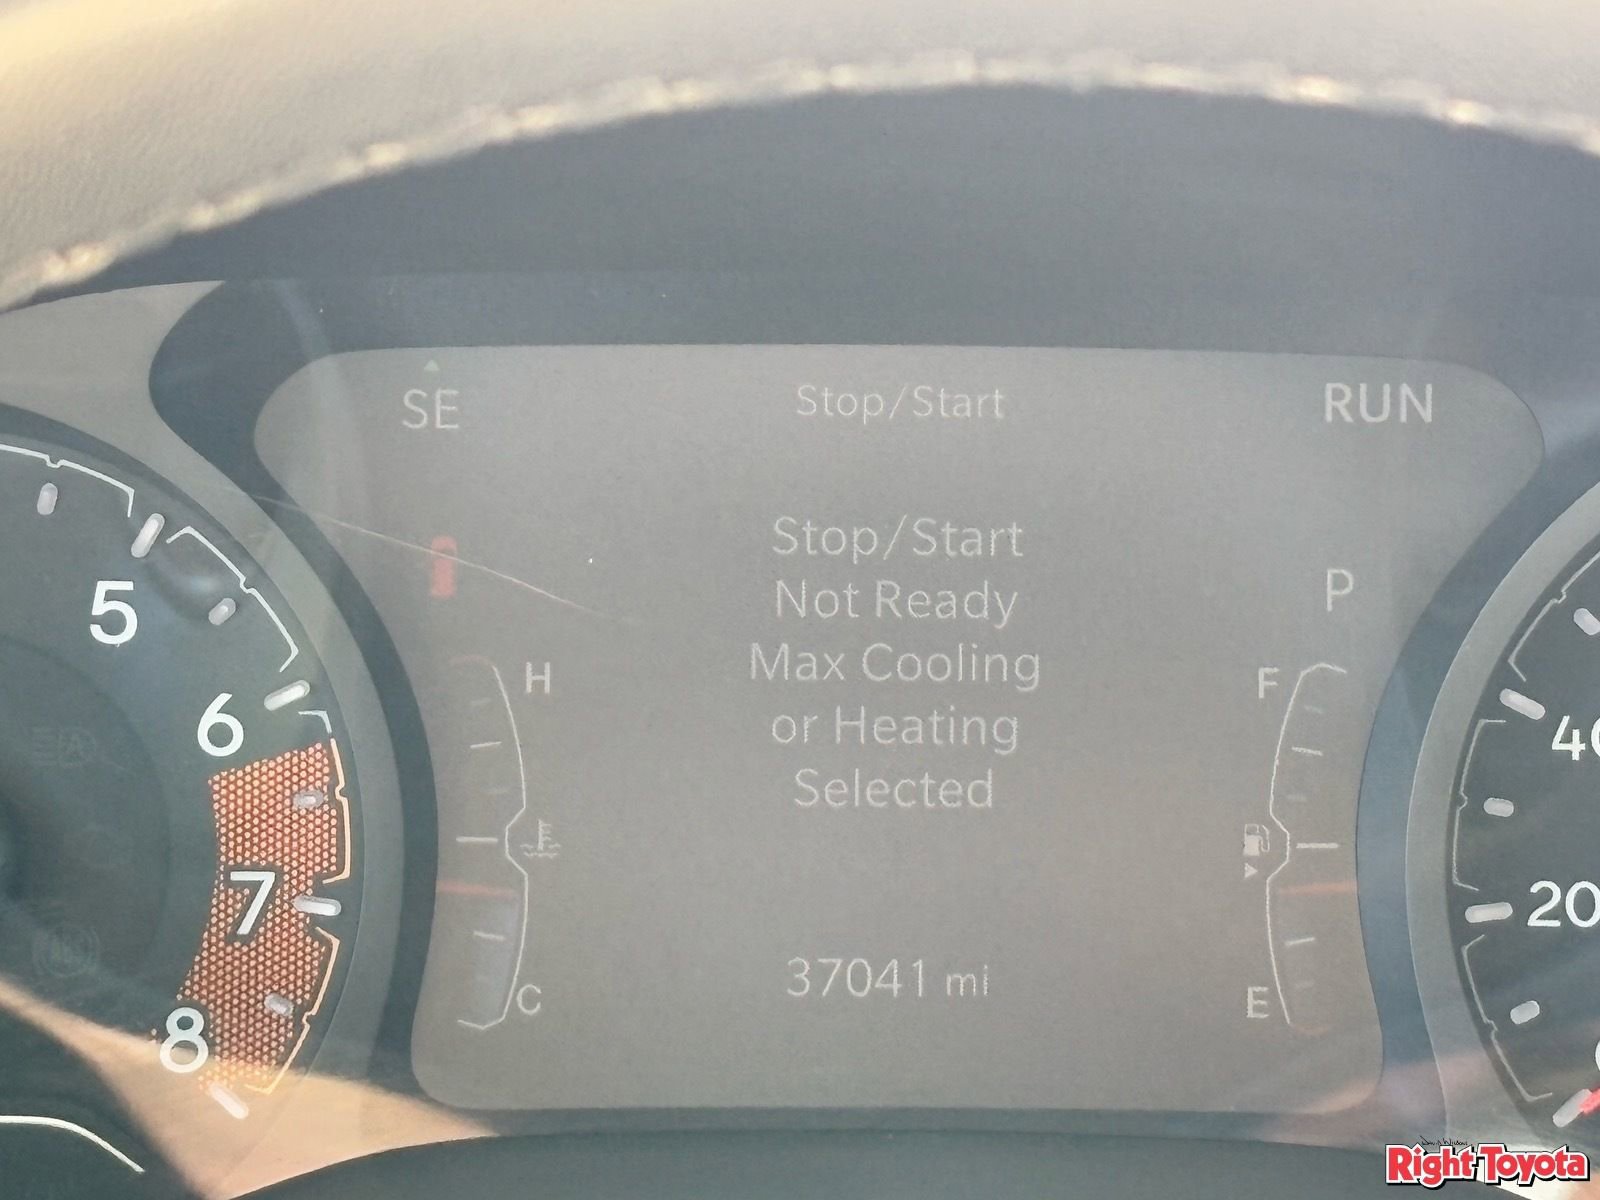 SE Stop/Start RUN
Stop/Start
Not Ready
P
Max Cooling
or Heating
Selected
H
F
C
E
37041 mi
5
6
7
8
40
20
Right Toyota